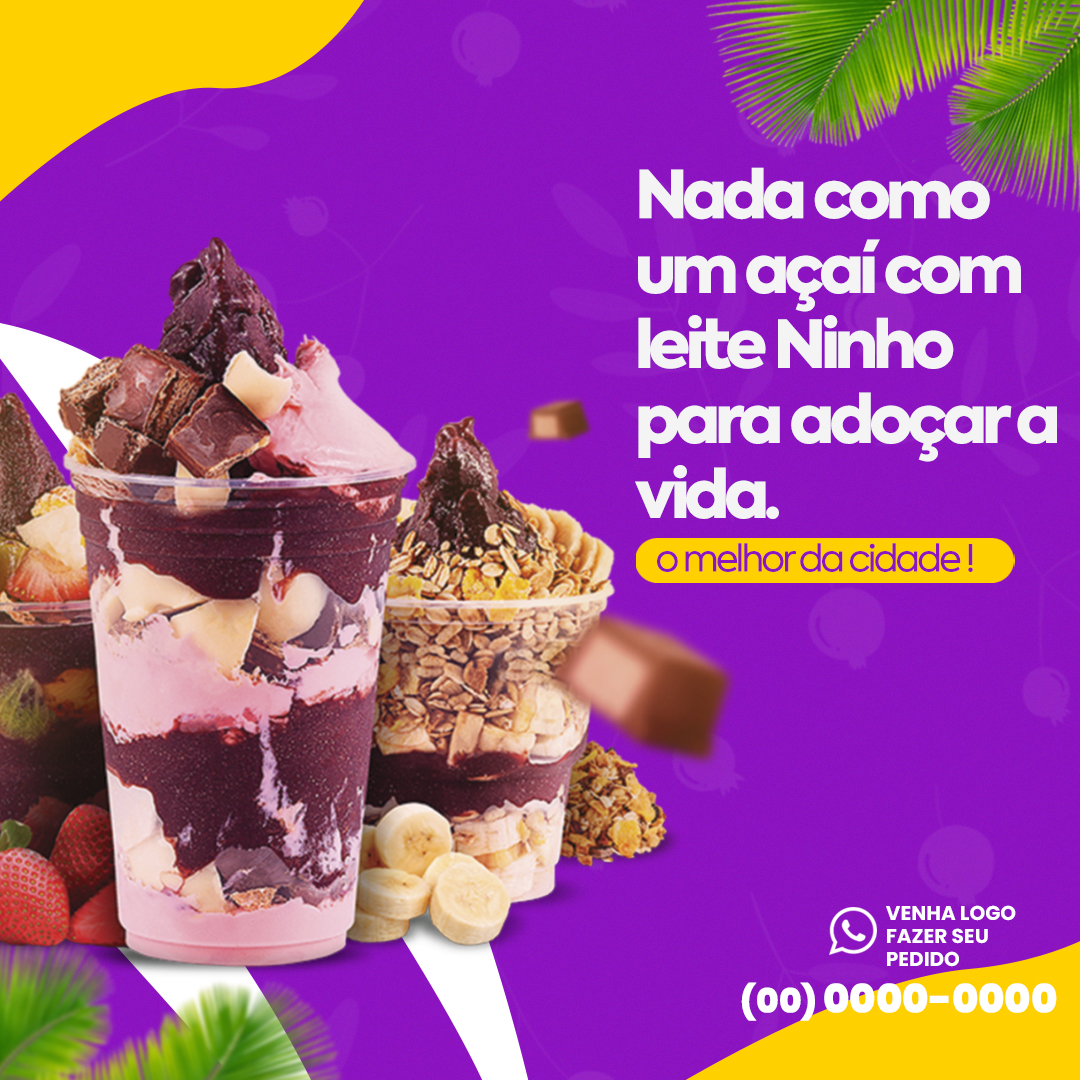 Nada como
um açaí com
leite Ninho
para adoçar a
vida.
o melhor da cidade !
VENHA LOGO
FAZER SEU
PEDIDO
(00) 0000-0000